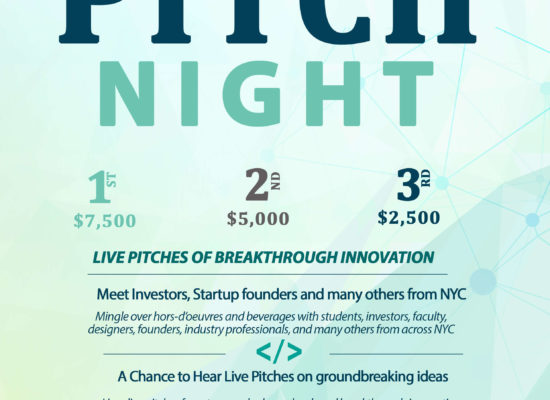 PITCH
NIGHT
1ST 2ND 3RD
$7,500 $5,000 $2,500
LIVE PITCHES OF BREAKTHROUGH INNOVATION
Meet Investors, Startup founders and many others from NYC
Mingle over hors-d'oeuvres and beverages with students, investors, faculty,
designers, founders, industry professionals, and many others from across NYC
</>
A Chance to Hear Live Pitches on groundbreaking ideas